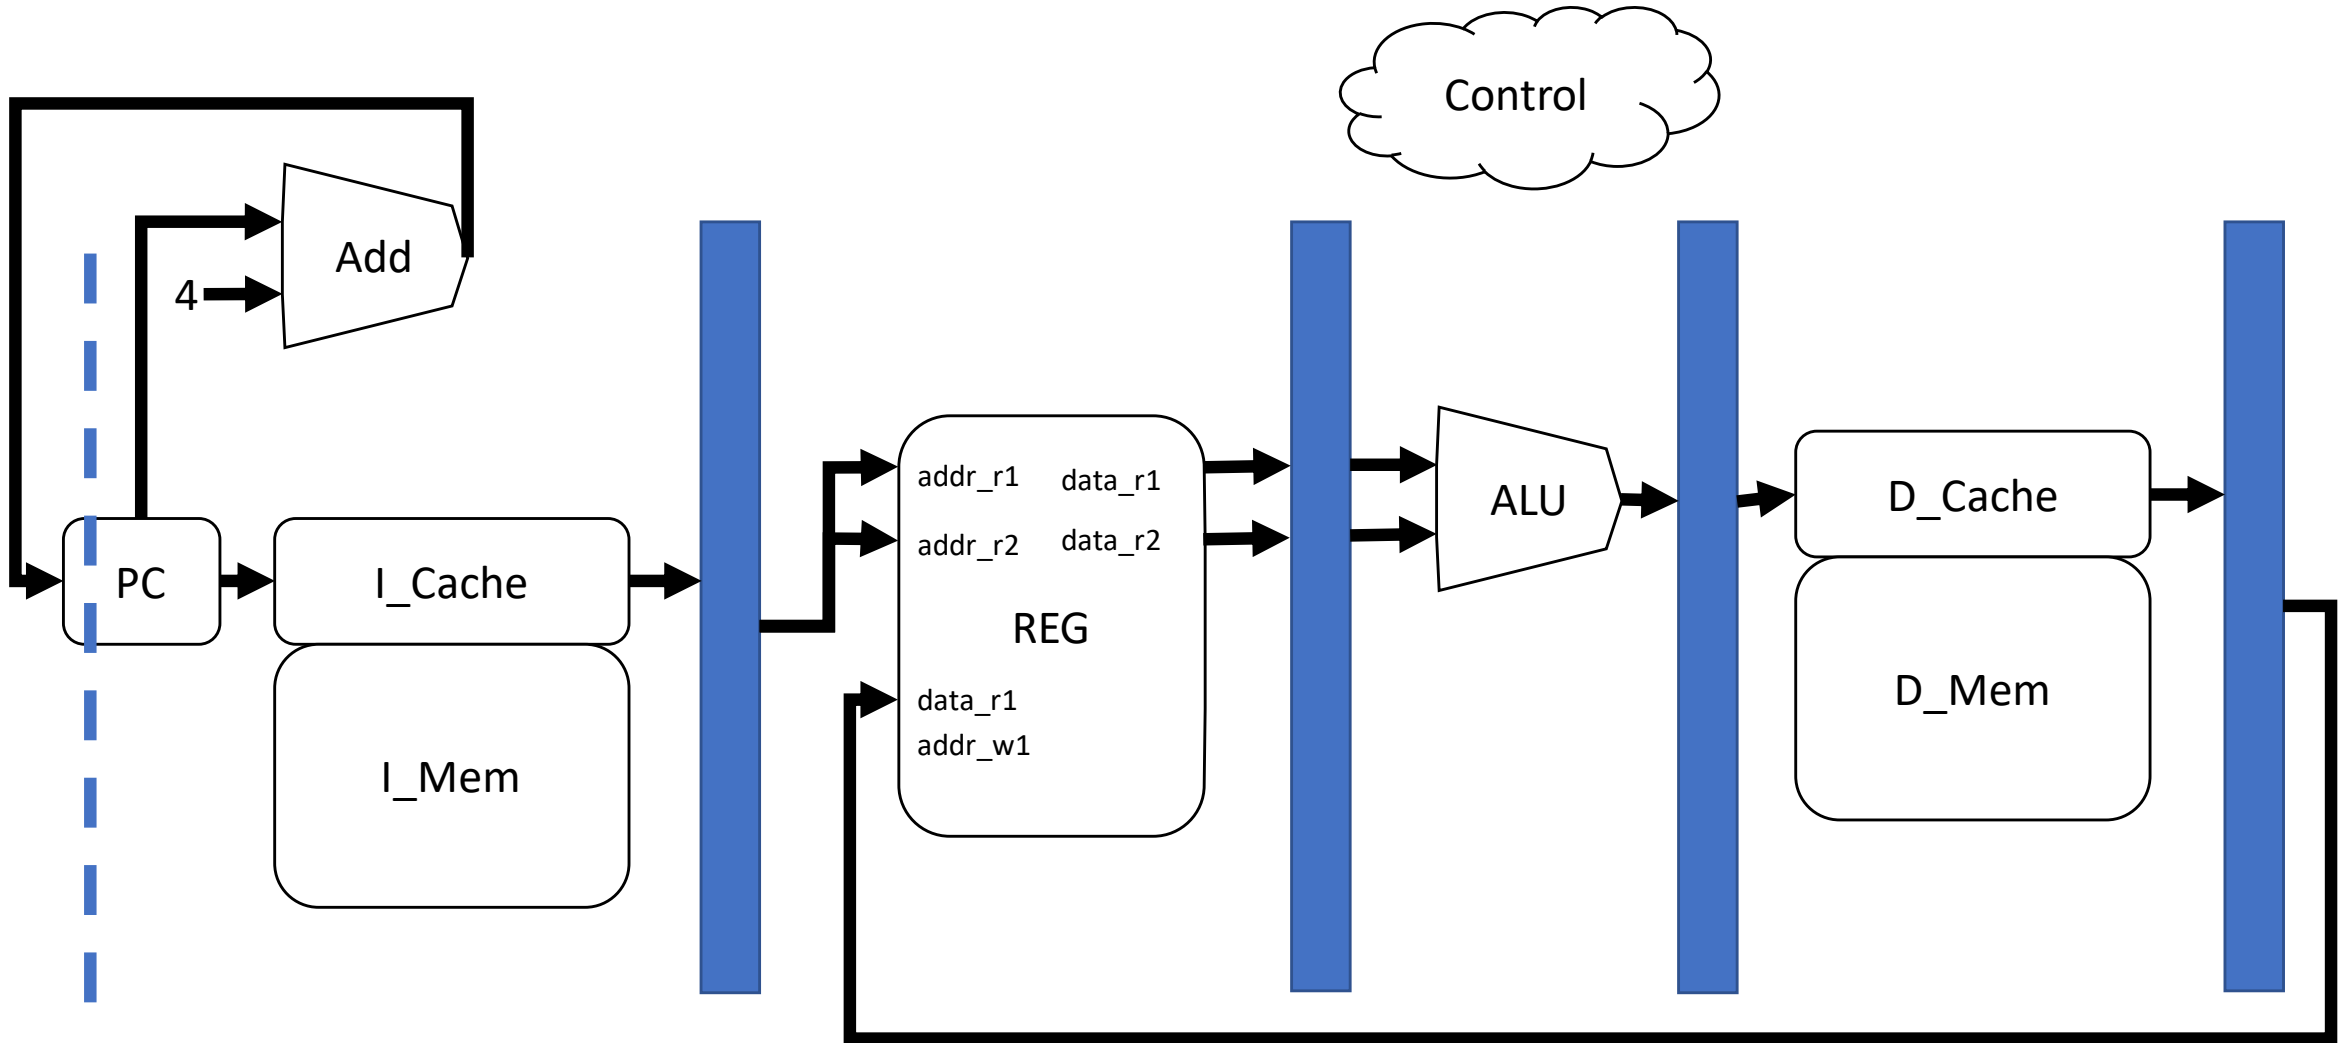 Control
Add
4
PC
I_Cache
I_Mem
addr_r1
data_r1
addr_r2
data_r2
REG
data_r1
addr_w1
ALU
D_Cache
D_Mem